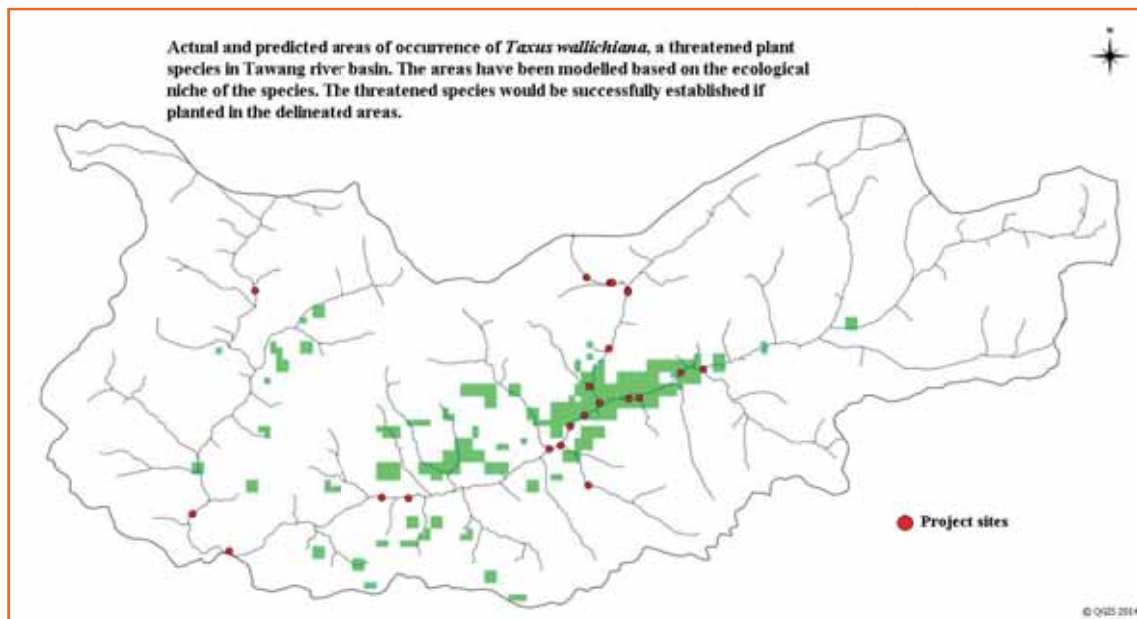 Actual and predicted areas of occurrence of Taxus wallichiana, a threatened plant
species in Tawang river basin. The areas have been modelled based on the ecological
niche of the species. The threatened species would be successfully established if
planted in the delineated areas.
N
Project sites
© QGIS 2014